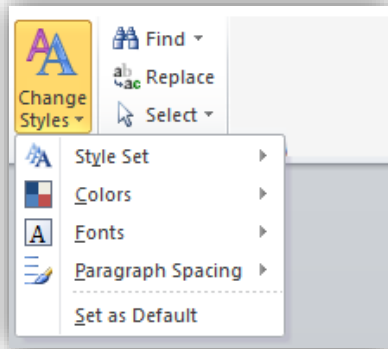 Find
Replace
Select
Change
Styles
Style Set
Colors
Fonts
Paragraph Spacing
Set as Default